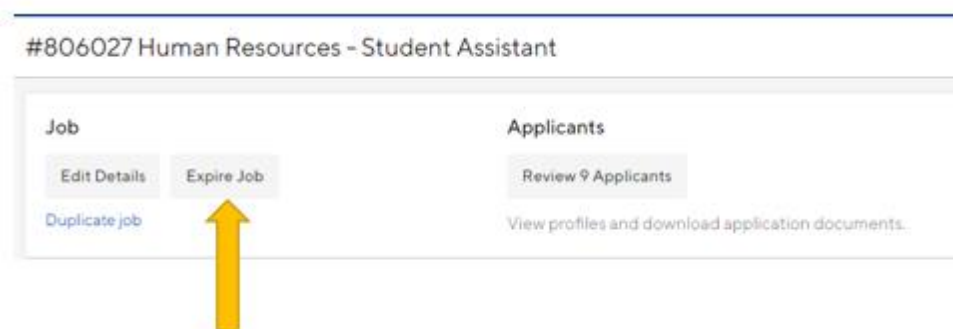 #806027 Human Resources - Student Assistant
Job
Applicants
Edit Details
Expire Job
Review 9 Applicants
Duplicate job
View profiles and download application documents.